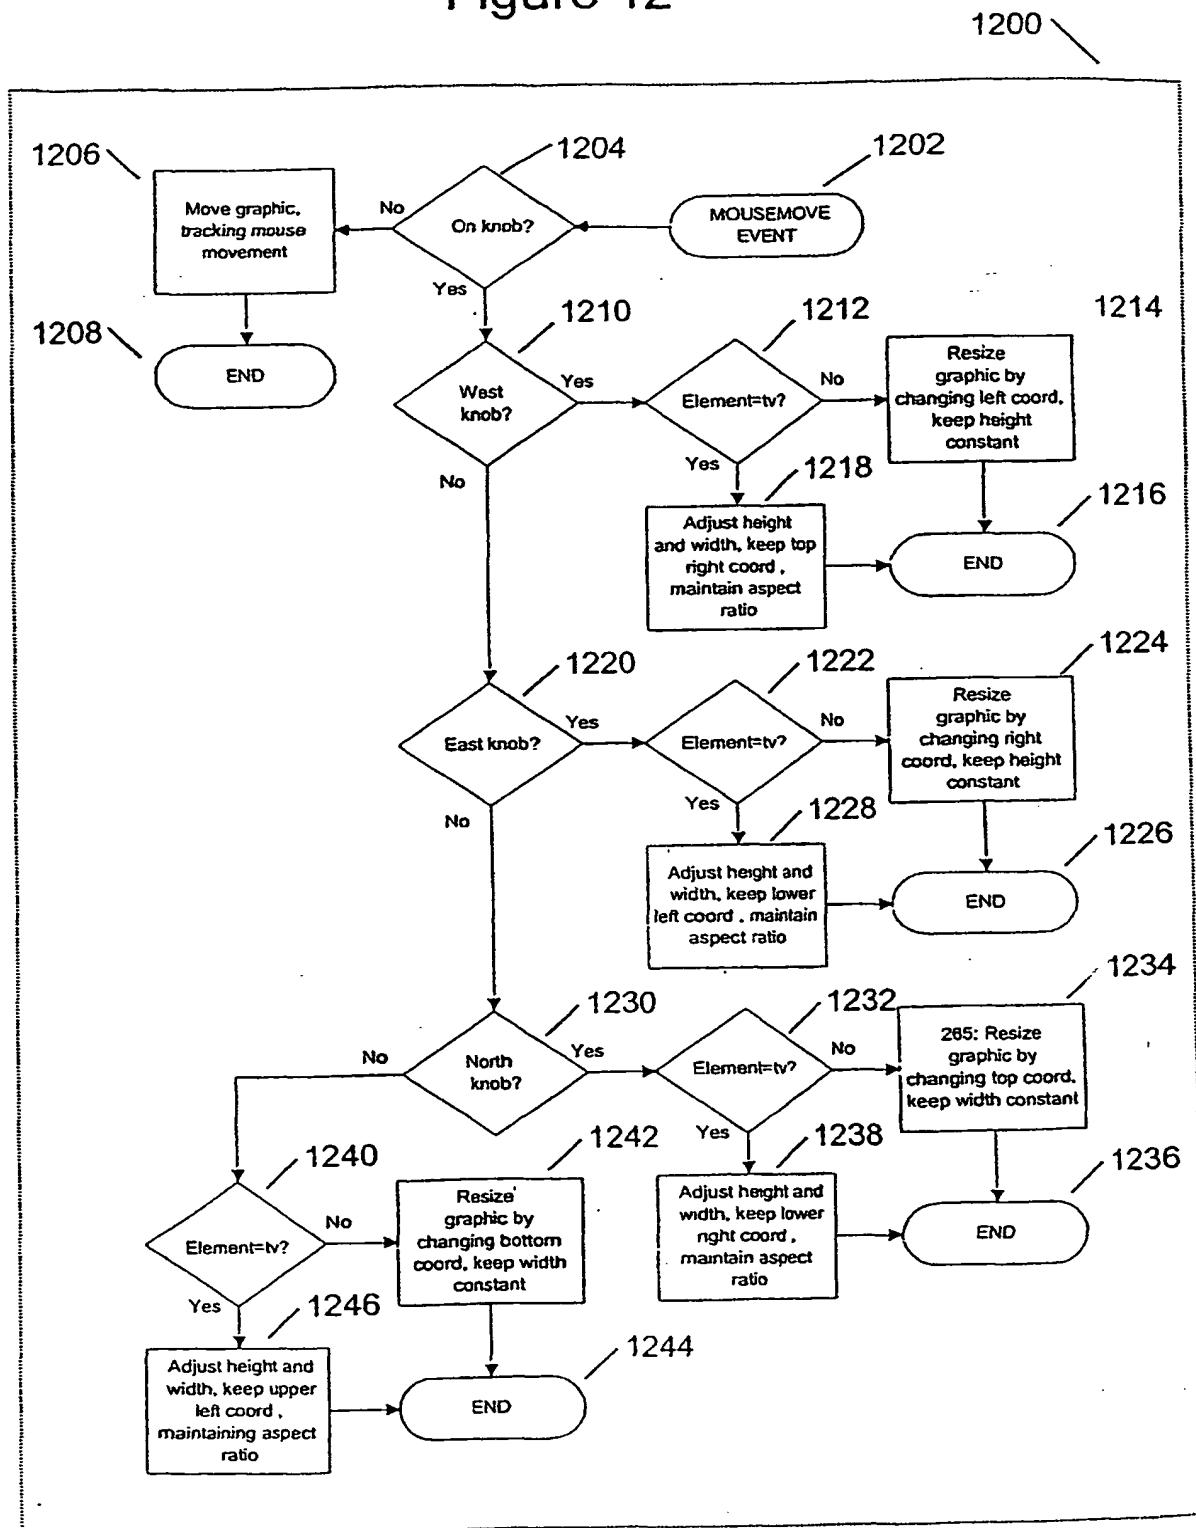 Figure 12
1200
1206
1204
1202
Move graphic,
tracking mouse
movement
No
On knob?
MOUSEMOVE
EVENT
Yes
1208
END
1210
1212
1214
West
knob?
Yes
Element=tv?
No
Resize
graphic by
changing left coord,
keep height
constant
No
Yes
1218
1216
Adjust height
and width, keep top
right coord ,
maintain aspect
ratio
END
1220
1222
1224
East knob?
Yes
Element=tv?
No
Resize
graphic by
changing right
coord, keep height
constant
No
Yes
1228
1226
Adjust height and
width, keep lower
left coord , maintain
aspect ratio
END
1230
1232
1234
No
North
knob?
Yes
Element=tv?
No
265: Resize
graphic by
changing top coord,
keep width constant
Yes
1238
1236
Adjust height and
width, keep lower
right coord ,
maintain aspect
ratio
END
1240
1242
Element=tv?
No
Resize
graphic by
changing bottom
coord, keep width
constant
Yes
1246
1244
Adjust height and
width, keep upper
left coord ,
maintaining aspect
ratio
END